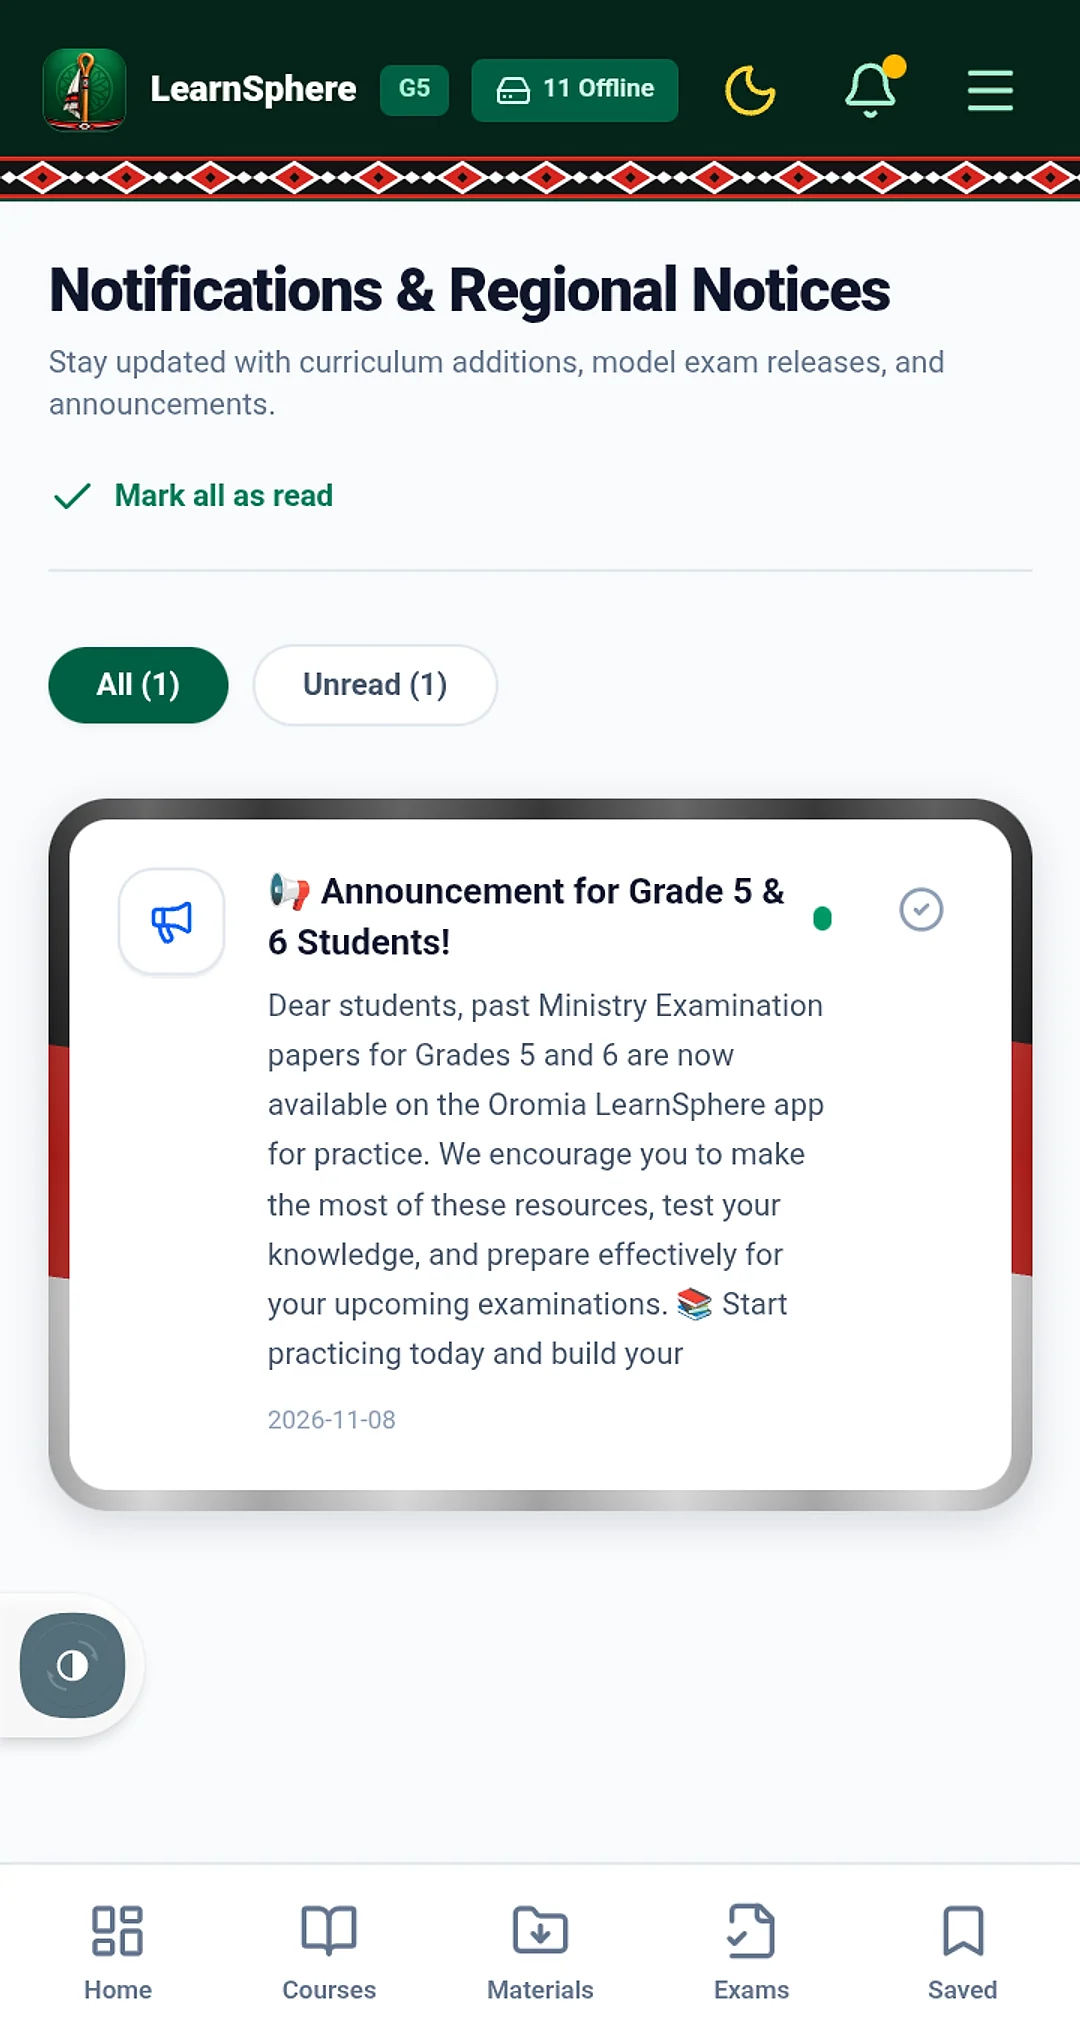 LearnSphere
G5
11 Offline
Notifications & Regional Notices
Stay updated with curriculum additions, model exam releases, and
announcements.
Mark all as read
All (1)
Unread (1)
📢 Announcement for Grade 5 &
6 Students!
Dear students, past Ministry Examination
papers for Grades 5 and 6 are now
available on the Oromia LearnSphere app
for practice. We encourage you to make
the most of these resources, test your
knowledge, and prepare effectively for
your upcoming examinations. 📚 Start
practicing today and build your
2026-11-08
Home
Courses
Materials
Exams
Saved